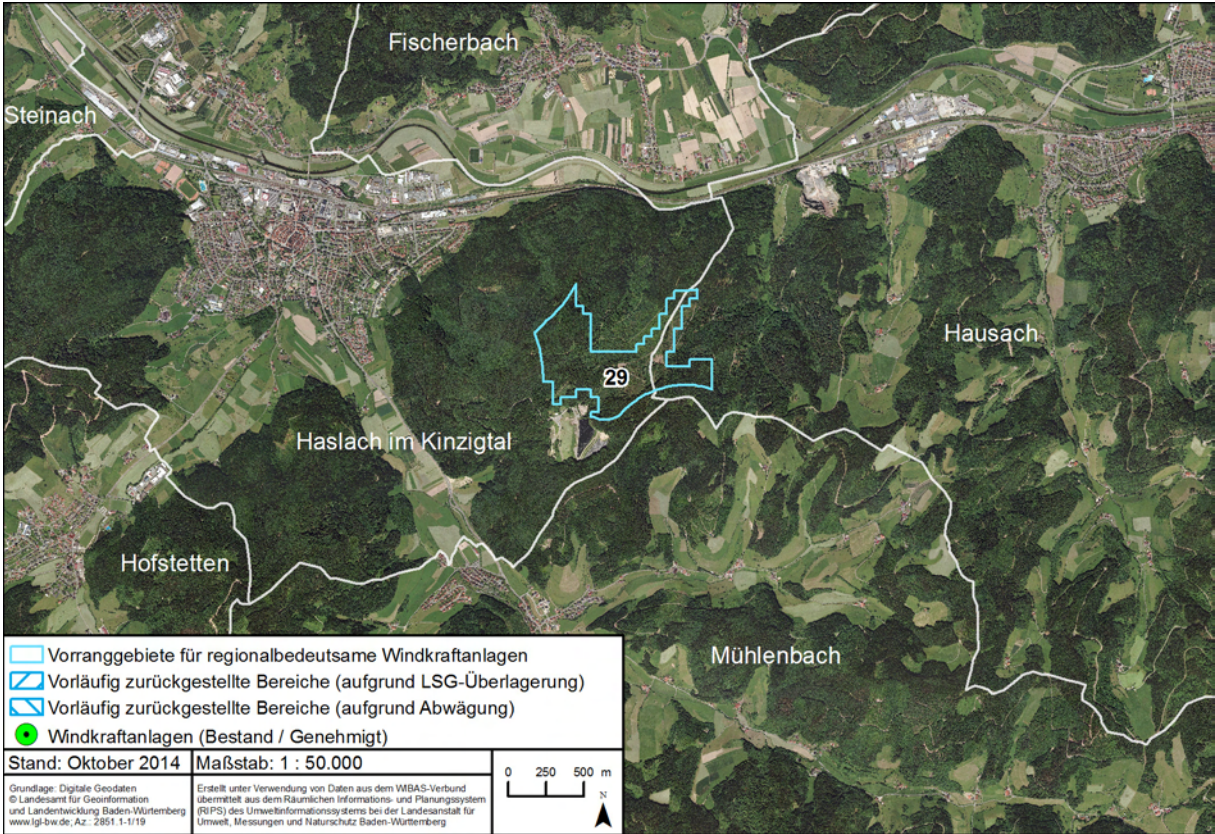 Fischerbach
Steinach
Hausach
29
Haslach im Kinzigtal
Hofstetten
Mühlenbach
Vorranggebiete für regionalbedeutsame Windkraftanlagen
Vorläufig zurückgestellte Bereiche (aufgrund LSG-Überlagerung)
Vorläufig zurückgestellte Bereiche (aufgrund Abwägung)
Windkraftanlagen (Bestand / Genehmigt)
Stand: Oktober 2014
Maßstab: 1 : 50.000
0 250 500 m
N
Grundlage: Digitale Geodaten
© Landesamt für Geoinformation
und Landentwicklung Baden-Würtemberg
www.lgl-bw.de; Az.: 2851.1-1/19
Erstellt unter Verwendung von Daten aus dem WIBAS-Verbund
übermittelt aus dem Räumlichen Informations- und Planungssystem
(RIPS) des Umweltinformationssystems bei der Landesanstalt für
Umwelt, Messungen und Naturschutz Baden-Württemberg